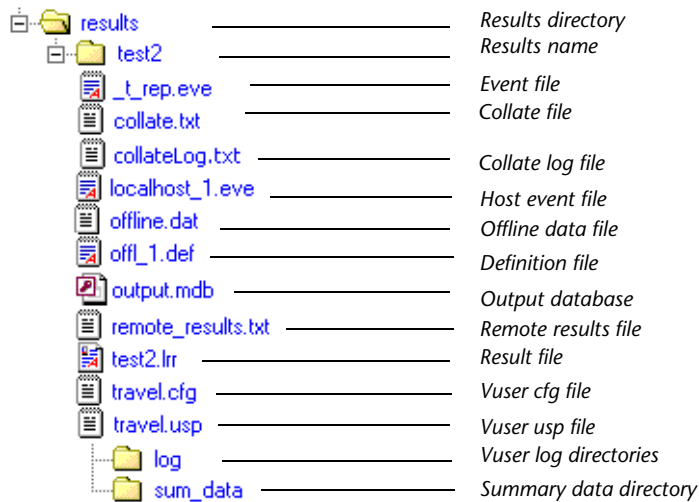 results Results directory
test2 Results name
_t_rep.eve Event file
collate.txt Collate file
collateLog.txt Collate log file
localhost_1.eve Host event file
offline.dat Offline data file
offl_1.def Definition file
output.mdb Output database
remote_results.txt Remote results file
test2.lrr Result file
travel.cfg Vuser cfg file
travel.usp Vuser usp file
log Vuser log directories
sum_data Summary data directory